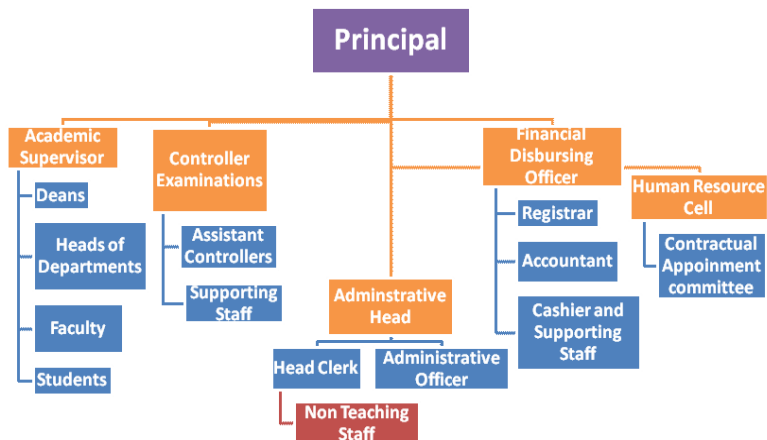 Principal
Academic
Supervisor
Deans
Heads of
Departments
Faculty
Students
Controller
Examinations
Assistant
Controllers
Supporting
Staff
Adminstrative
Head
Head Clerk
Administrative
Officer
Non Teaching
Staff
Financial
Disbursing
Officer
Registrar
Accountant
Cashier and
Supporting
Staff
Human Resource
Cell
Contractual
Appoinment
committee